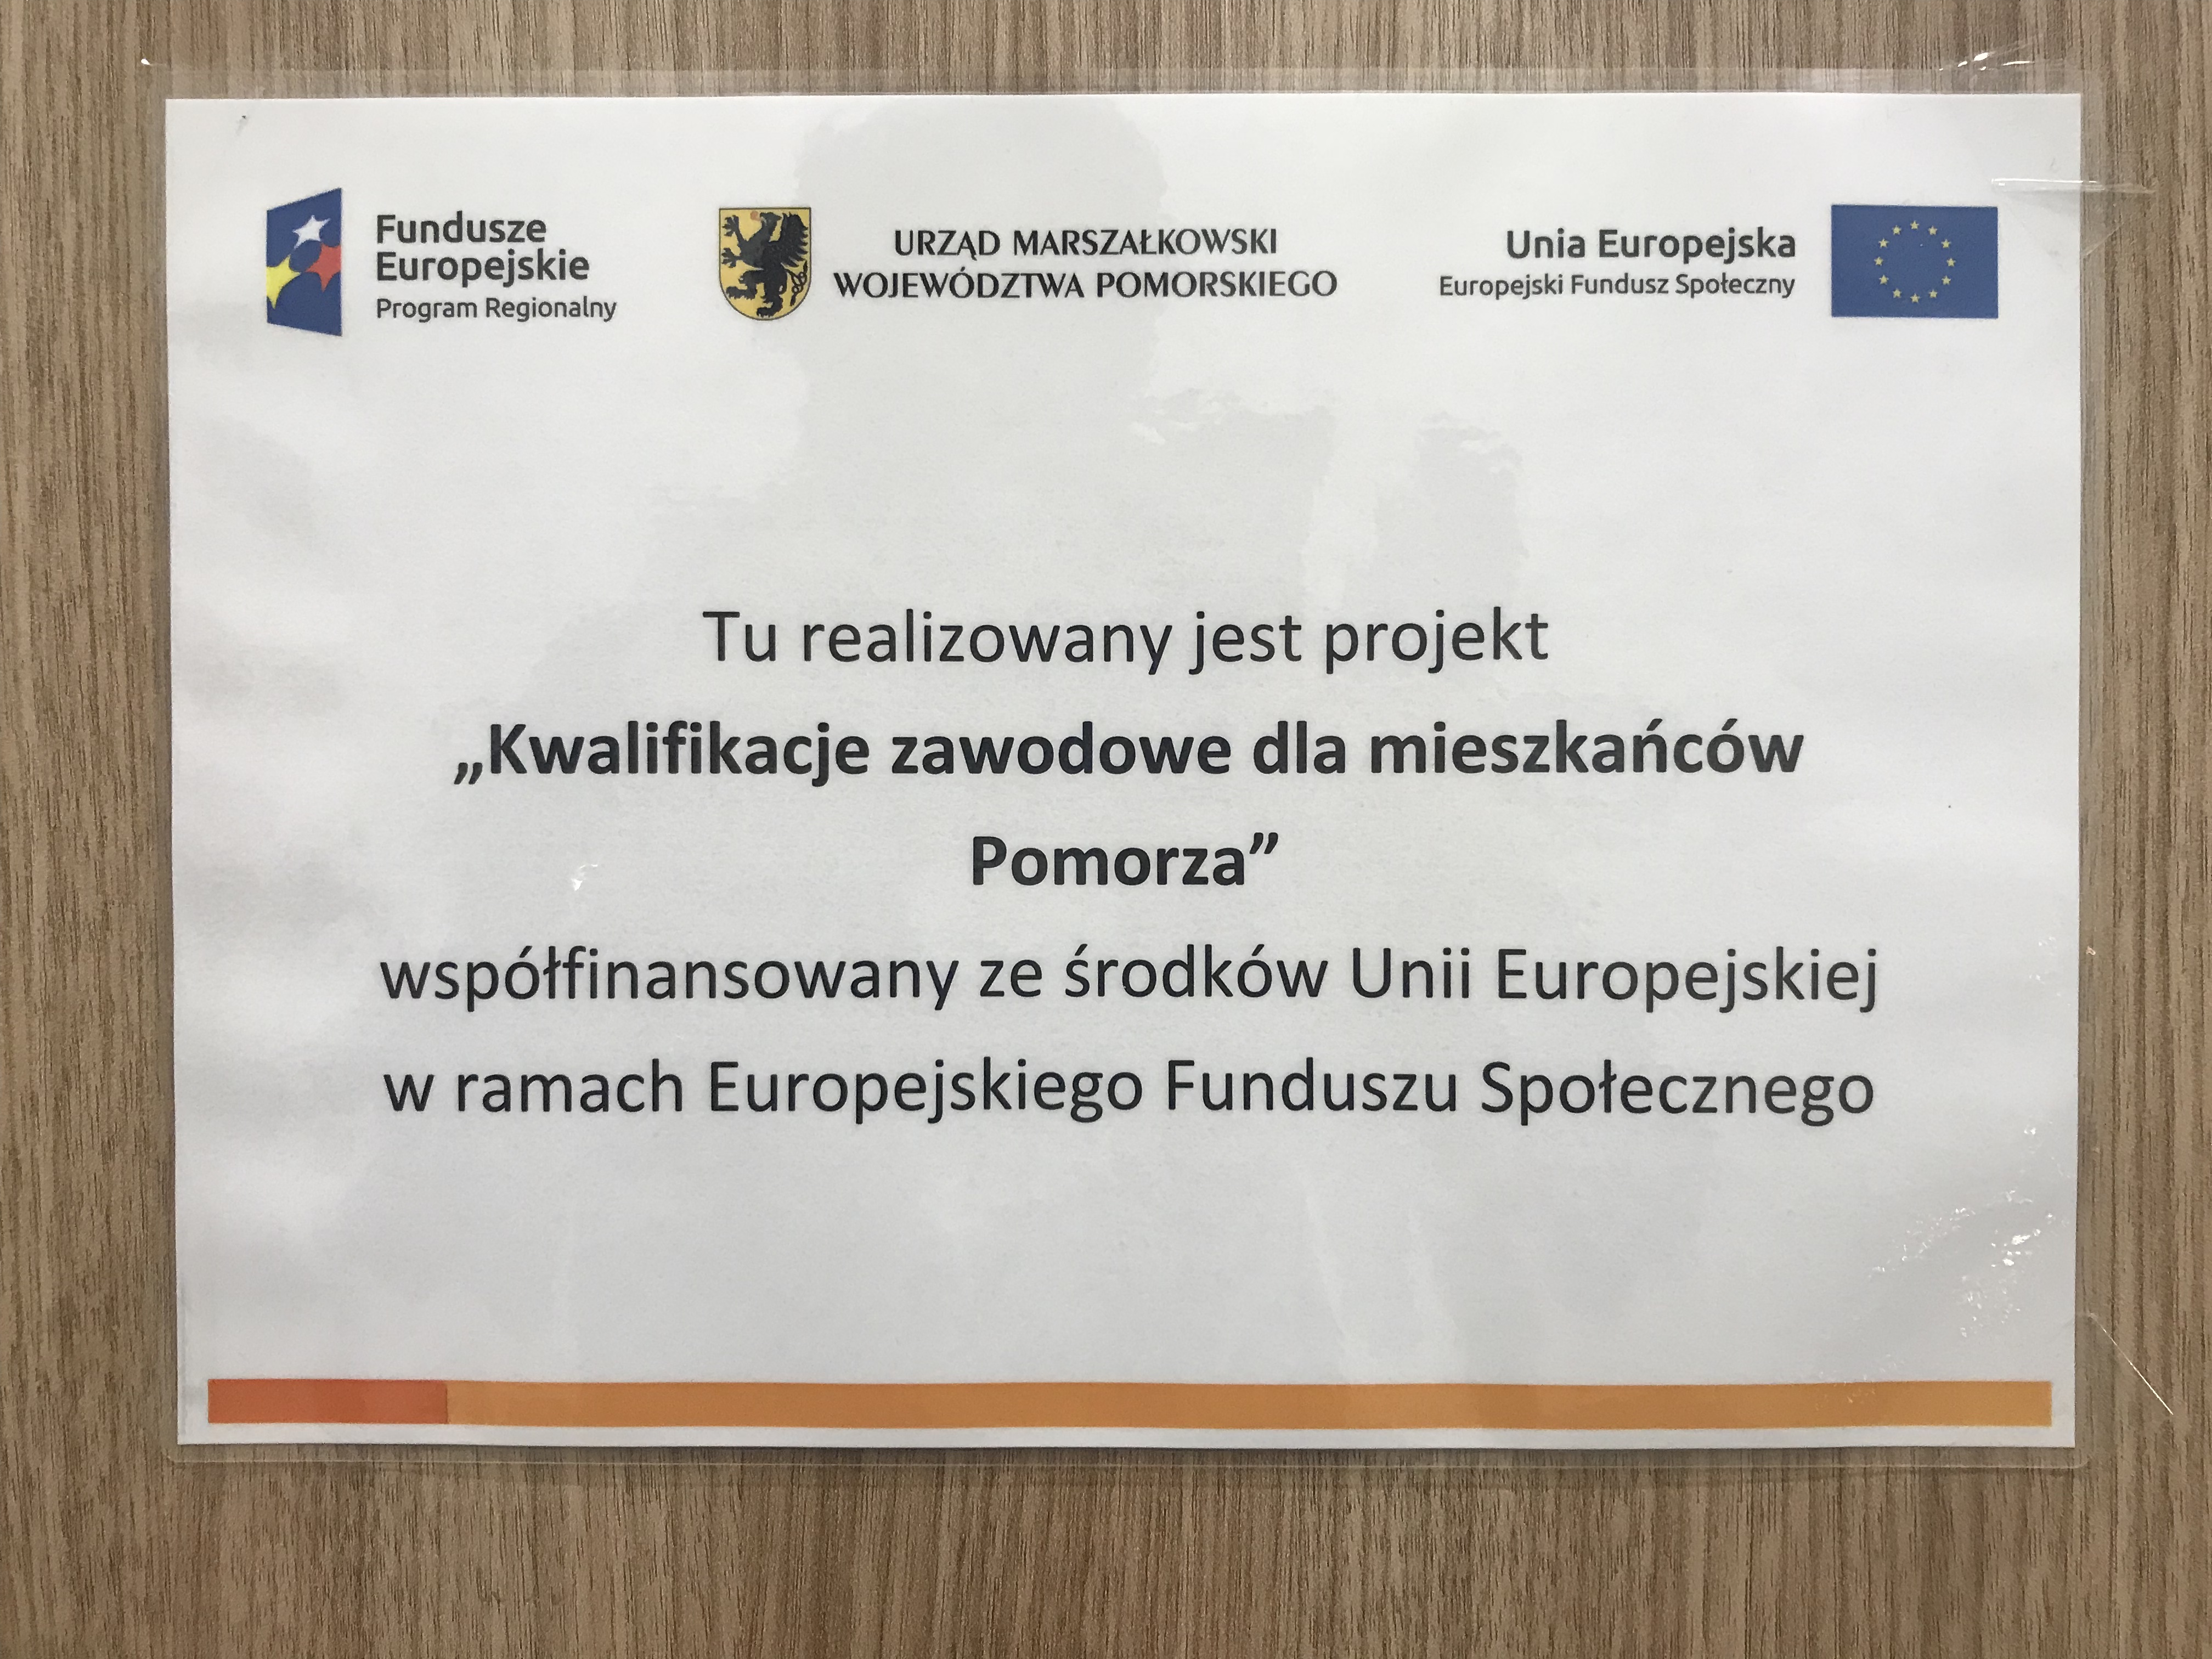 Fundusze
Europejskie
Program Regionalny
URZĄD MARSZAŁKOWSKI
WOJEWÓDZTWA POMORSKIEGO
Unia Europejska
Europejski Fundusz Społeczny
Tu realizowany jest projekt
„Kwalifikacje zawodowe dla mieszkańców
Pomorza”
współfinansowany ze środków Unii Europejskiej
w ramach Europejskiego Funduszu Społecznego